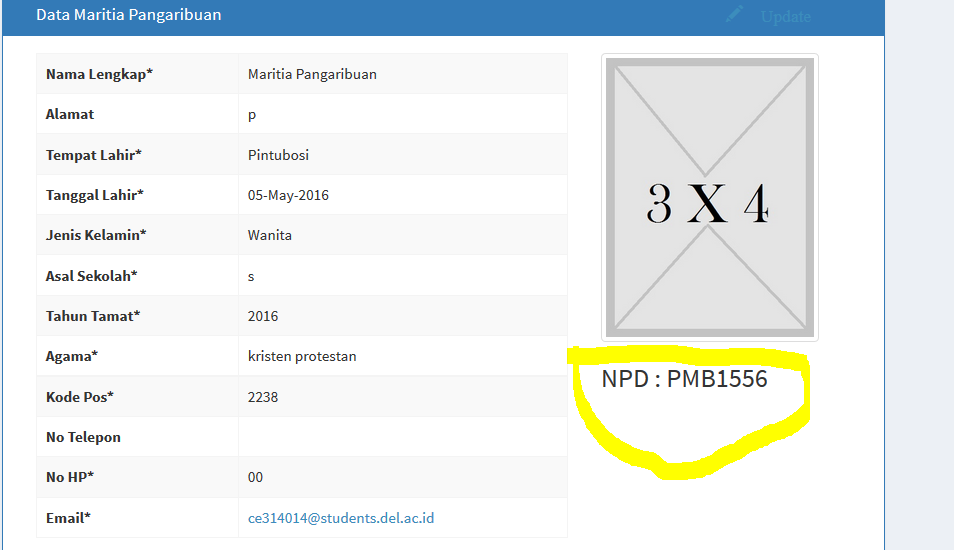 Data Maritia Pangaribuan
Update
Nama Lengkap* Maritia Pangaribuan
Alamat p
Tempat Lahir* Pintubosi
Tanggal Lahir* 05-May-2016
Jenis Kelamin* Wanita
Asal Sekolah* s
Tahun Tamat* 2016
Agama* kristen protestan
Kode Pos* 2238
No Telepon
No HP* 00
Email* ce314014@students.del.ac.id
3 X 4
NPD : PMB1556